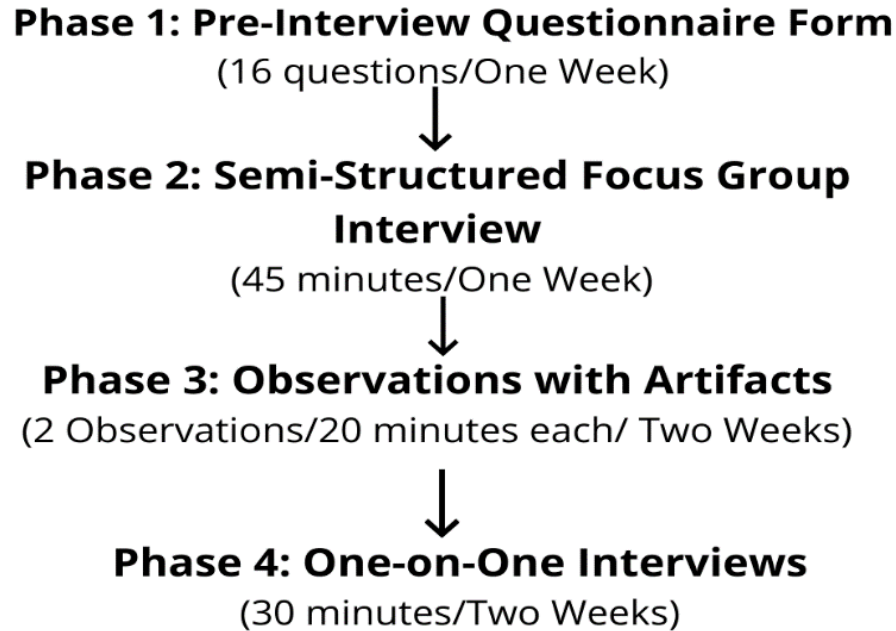 Phase 1: Pre-Interview Questionnaire Form
(16 questions/One Week)
Phase 2: Semi-Structured Focus Group
Interview
(45 minutes/One Week)
Phase 3: Observations with Artifacts
(2 Observations/20 minutes each/ Two Weeks)
Phase 4: One-on-One Interviews
(30 minutes/Two Weeks)